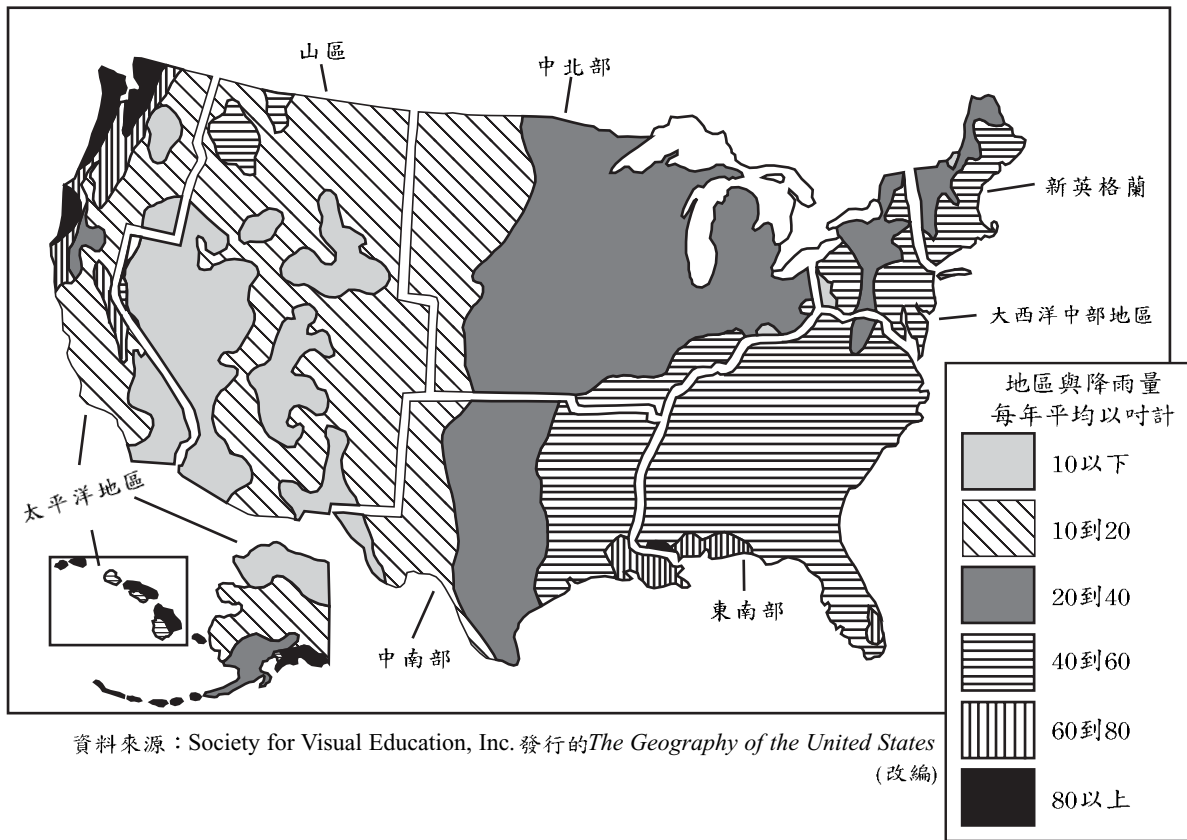 山區
中北部
新英格蘭
大西洋中部地區
太平洋地區
中南部
東南部
地區與降雨量
每年平均以吋計
10以下
10到20
20到40
40到60
60到80
80以上
資料來源：Society for Visual Education, Inc. 發行的The Geography of the United States
(改編)